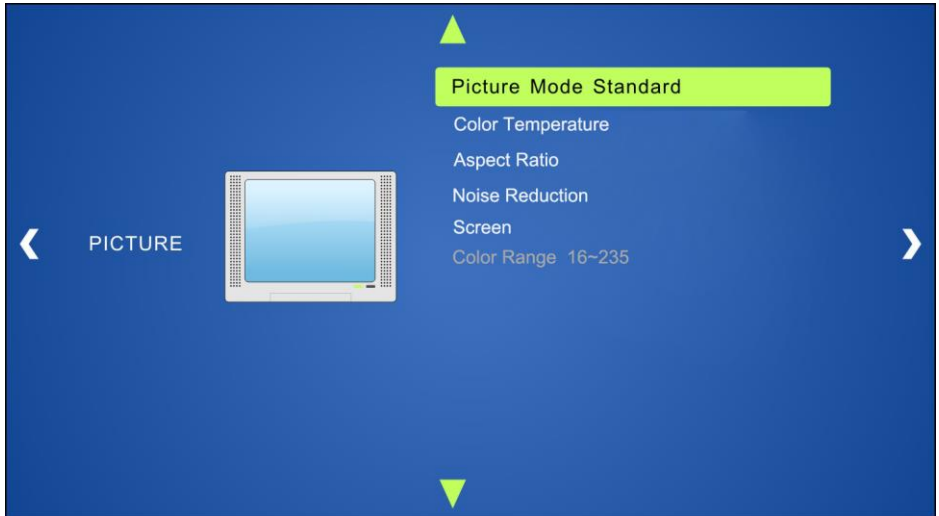 Picture Mode Standard
Color Temperature
Aspect Ratio
Noise Reduction
Screen
PICTURE
Color Range 16~235